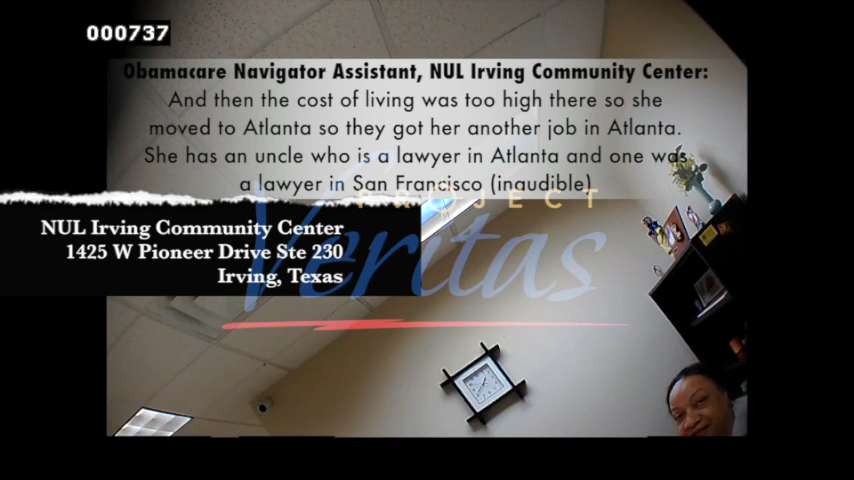 000737
Obamacare Navigator Assistant, NUL Irving Community Center:
And then the cost of living was too high there so she
moved to Atlanta so they got her another job in Atlanta.
She has an uncle who is a lawyer in Atlanta and one was
a lawyer in San Francisco (inaudible)
PROJECT
Veritas
NUL Irving Community Center
1425 W Pioneer Drive Ste 230
Irving, Texas